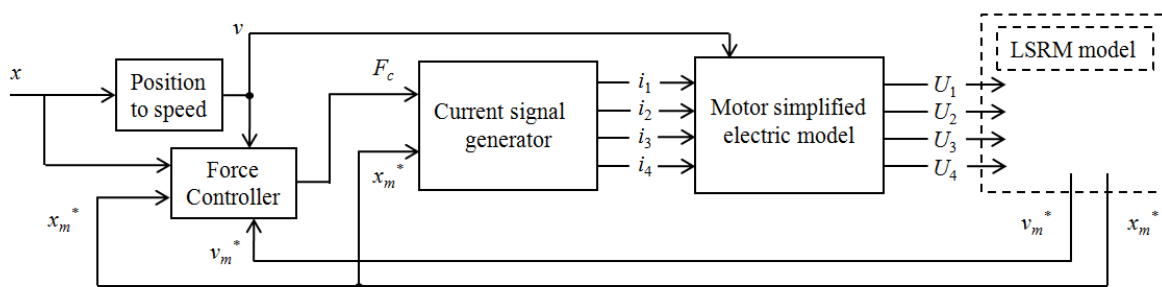 x
Position
to speed
v
Force
Controller
x_m^*
v_m^*
F_c
x_m^*
Current signal
generator
i_1
i_2
i_3
i_4
Motor simplified
electric model
U_1
U_2
U_3
U_4
LSRM model
v_m^*
x_m^*